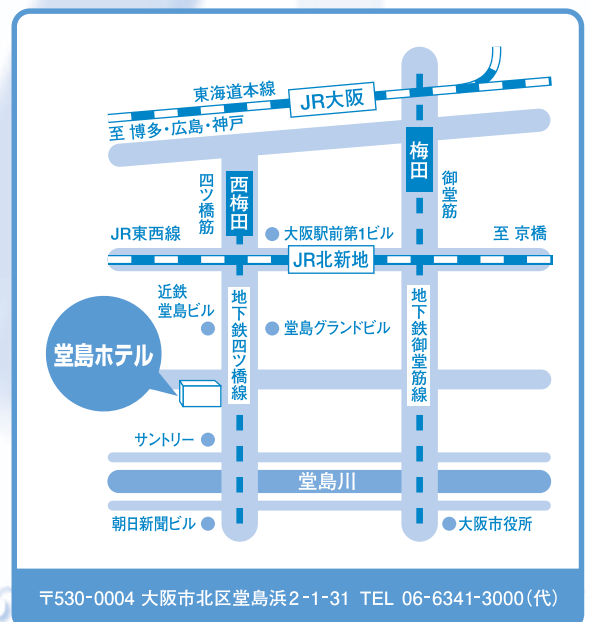 東海道本線
JR大阪
至 博多・広島・神戸
梅田
御堂筋
四ツ橋筋
西梅田
大阪駅前第1ビル
JR東西線
至 京橋
JR北新地
近鉄
堂島ビル
地下鉄四ツ橋線
堂島グランドビル
地下鉄御堂筋線
堂島ホテル
サントリー
堂島川
朝日新聞ビル
大阪市役所
〒530-0004 大阪市北区堂島浜2-1-31 TEL 06-6341-3000(代)